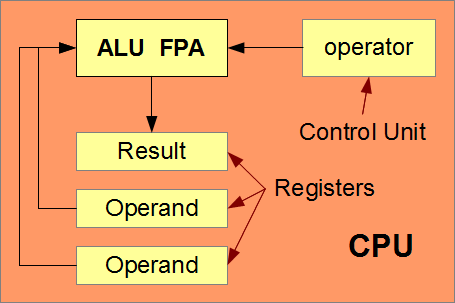 ALU FPA
operator
Control Unit
Result
Registers
Operand
Operand
CPU